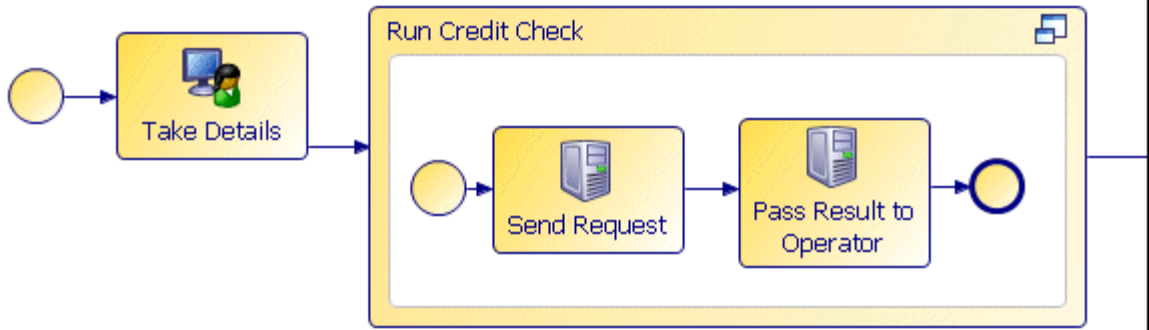 Run Credit Check
Take Details
Send Request
Pass Result to
Operator